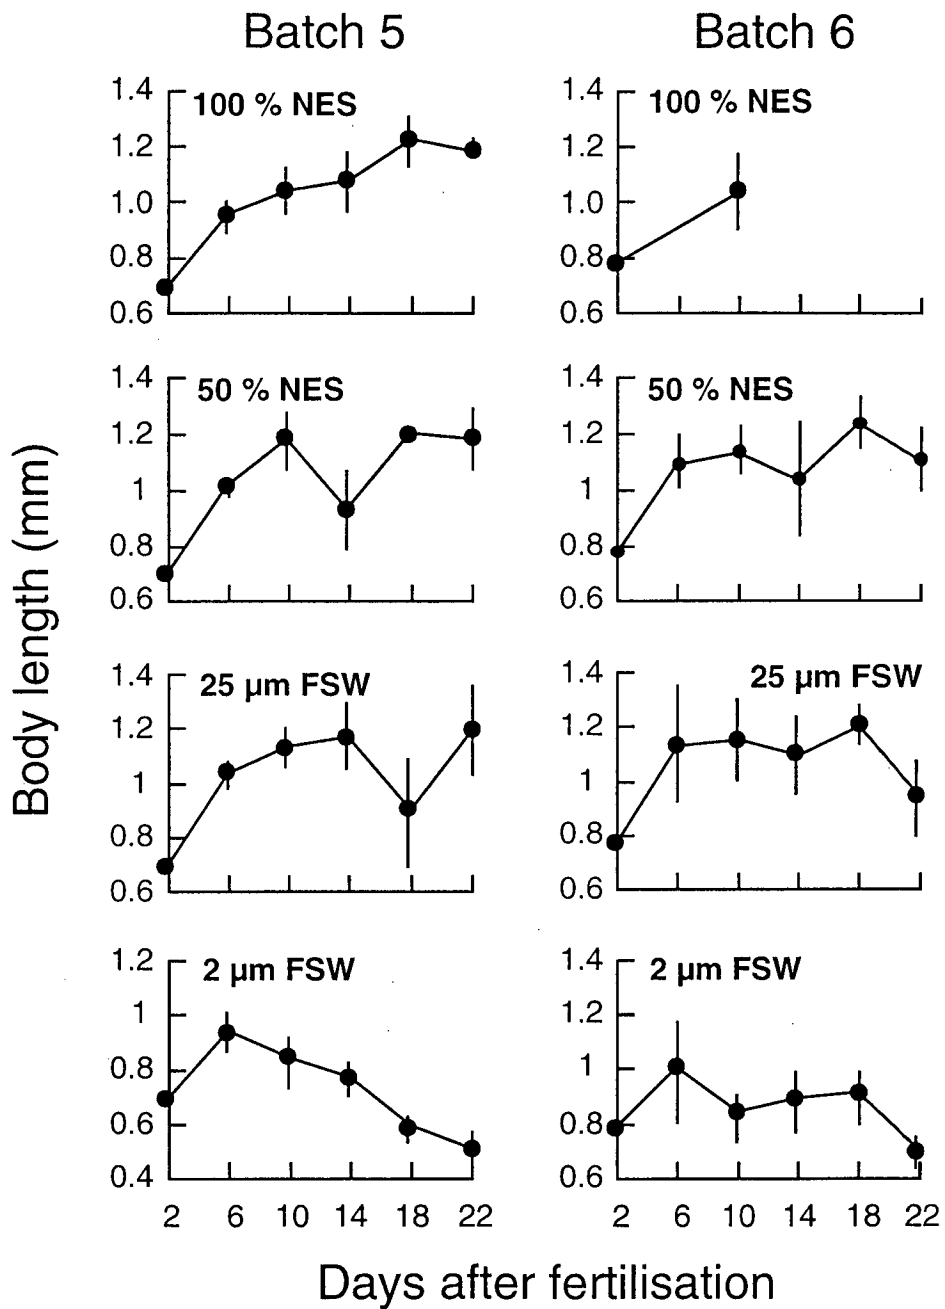 Batch 5
Batch 6
1.4
100 % NES
1.2
1.0
0.8
0.6
1.4
100 % NES
1.2
1.0
0.8
0.6
1.4
50 % NES
1.2
1
0.8
0.6
1.4
50 % NES
1.2
1
0.8
0.6
1.4
25 µm FSW
1.2
1
0.8
0.6
1.4
25 µm FSW
1.2
1
0.8
0.6
1.2
2 µm FSW
1
0.8
0.6
0.4
2 6 10 14 18 22
1.4
2 µm FSW
1.2
1
0.8
0.6
2 6 10 14 18 22
Body length (mm)
Days after fertilisation